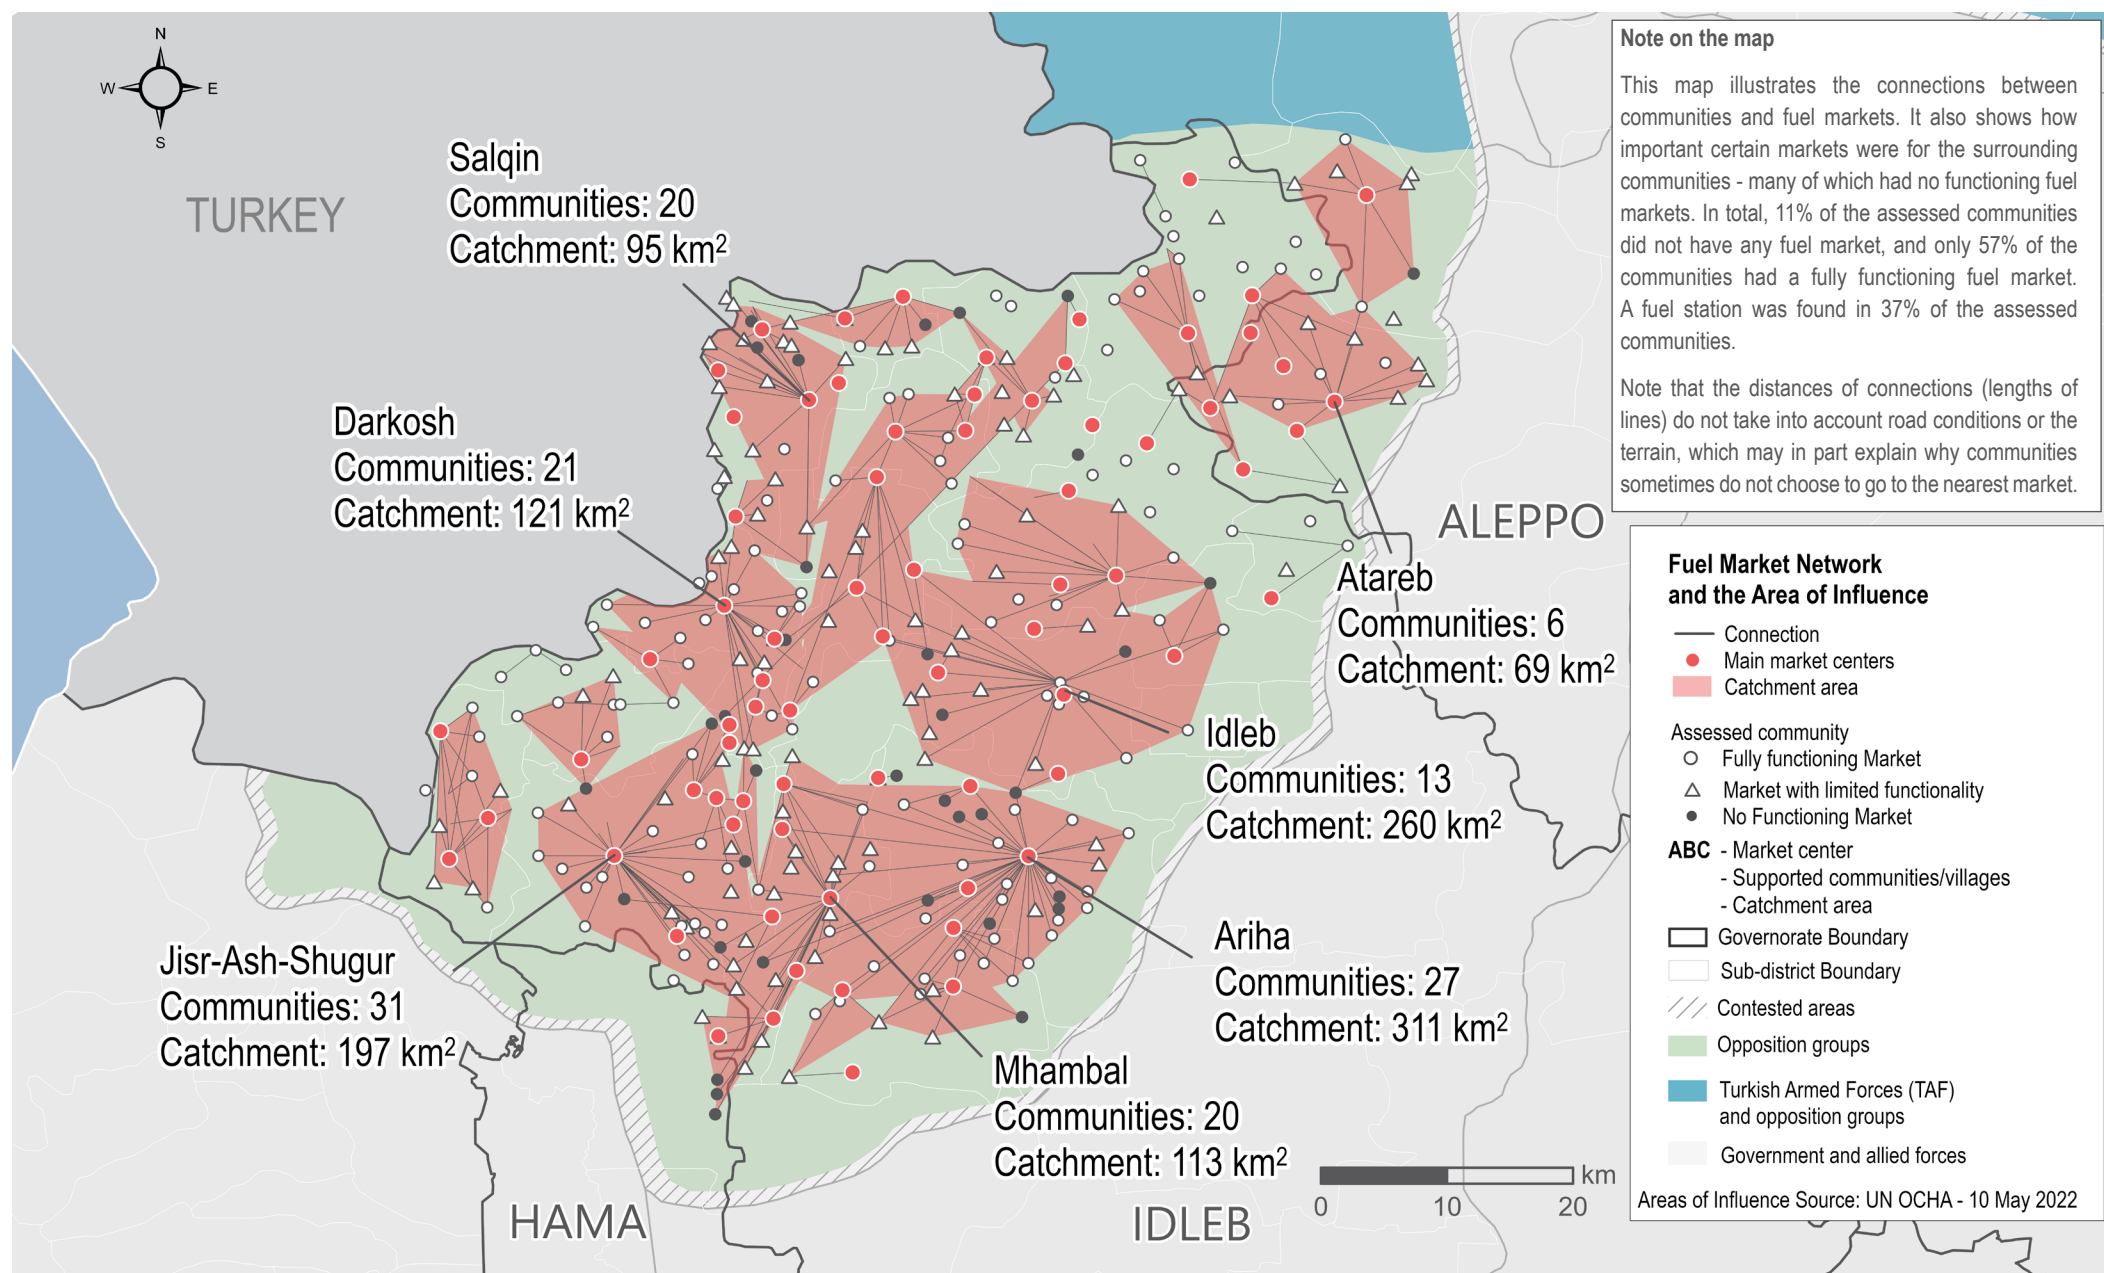 N
W
E
S
TURKEY
Salqin
Communities: 20
Catchment: 95 km²
Darkosh
Communities: 21
Catchment: 121 km²
Jisr-Ash-Shugur
Communities: 31
Catchment: 197 km²
ALEPPO
Atareb
Communities: 6
Catchment: 69 km²
Idleb
Communities: 13
Catchment: 260 km²
Ariha
Communities: 27
Catchment: 311 km²
Mhambal
Communities: 20
Catchment: 113 km²
HAMA
IDLEB
km
0 10 20
Note on the map
This map illustrates the connections between
communities and fuel markets. It also shows how
important certain markets were for the surrounding
communities - many of which had no functioning fuel
markets. In total, 11% of the assessed communities
did not have any fuel market, and only 57% of the
communities had a fully functioning fuel market.
A fuel station was found in 37% of the assessed
communities.
Note that the distances of connections (lengths of
lines) do not take into account road conditions or the
terrain, which may in part explain why communities
sometimes do not choose to go to the nearest market.
Fuel Market Network
and the Area of Influence
Connection
Main market centers
Catchment area
Assessed community
Fully functioning Market
Market with limited functionality
No Functioning Market
ABC - Market center
- Supported communities/villages
- Catchment area
Governorate Boundary
Sub-district Boundary
Contested areas
Opposition groups
Turkish Armed Forces (TAF)
and opposition groups
Government and allied forces
Areas of Influence Source: UN OCHA - 10 May 2022